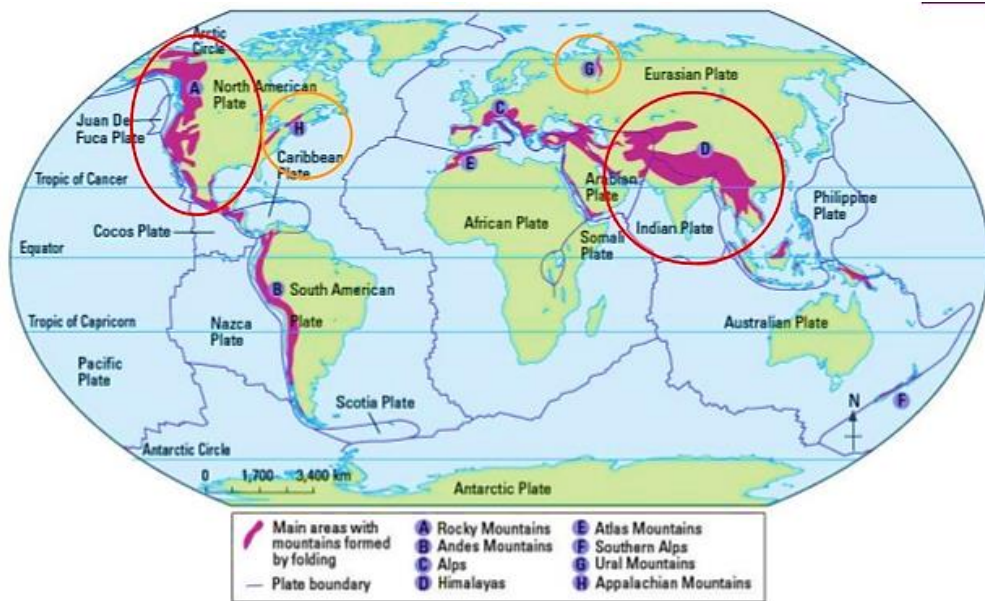 Arctic
Circle
A
North American
Plate
Juan De
Fuca Plate
H
Caribbean
Plate
Tropic of Cancer
Cocos Plate
Equator
B
South American
Plate
Tropic of Capricorn
Nazca
Plate
Pacific
Plate
Scotia Plate
Antarctic Circle
0 1,700 3,400 km
G
Eurasian Plate
C
D
E
Arabian
Plate
African Plate
Somali
Plate
Indian Plate
Philippine
Plate
Australian Plate
F
N
Antarctic Plate
Main areas with
mountains formed
by folding
Plate boundary
A Rocky Mountains
B Andes Mountains
C Alps
D Himalayas
E Atlas Mountains
F Southern Alps
G Ural Mountains
H Appalachian Mountains